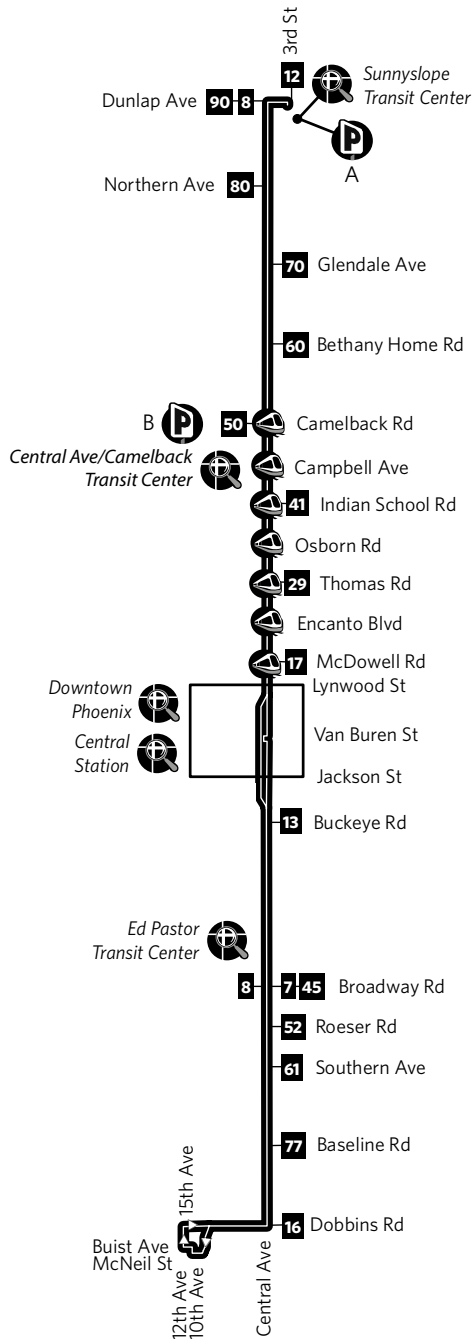 3rd St
12
Sunnyslope
Transit Center
Dunlap Ave 90 8
P
A
Northern Ave 80
70 Glendale Ave
60 Bethany Home Rd
B P 50 Camelback Rd
Central Ave/Camelback
Transit Center
Campbell Ave
41 Indian School Rd
Osborn Rd
29 Thomas Rd
Encanto Blvd
17 McDowell Rd
Lynwood St
Downtown
Phoenix
Central
Station
Van Buren St
Jackson St
13 Buckeye Rd
Ed Pastor
Transit Center
8 7 45 Broadway Rd
52 Roeser Rd
61 Southern Ave
77 Baseline Rd
15th Ave
16 Dobbins Rd
Buist Ave
McNeil St
12th Ave
10th Ave
Central Ave